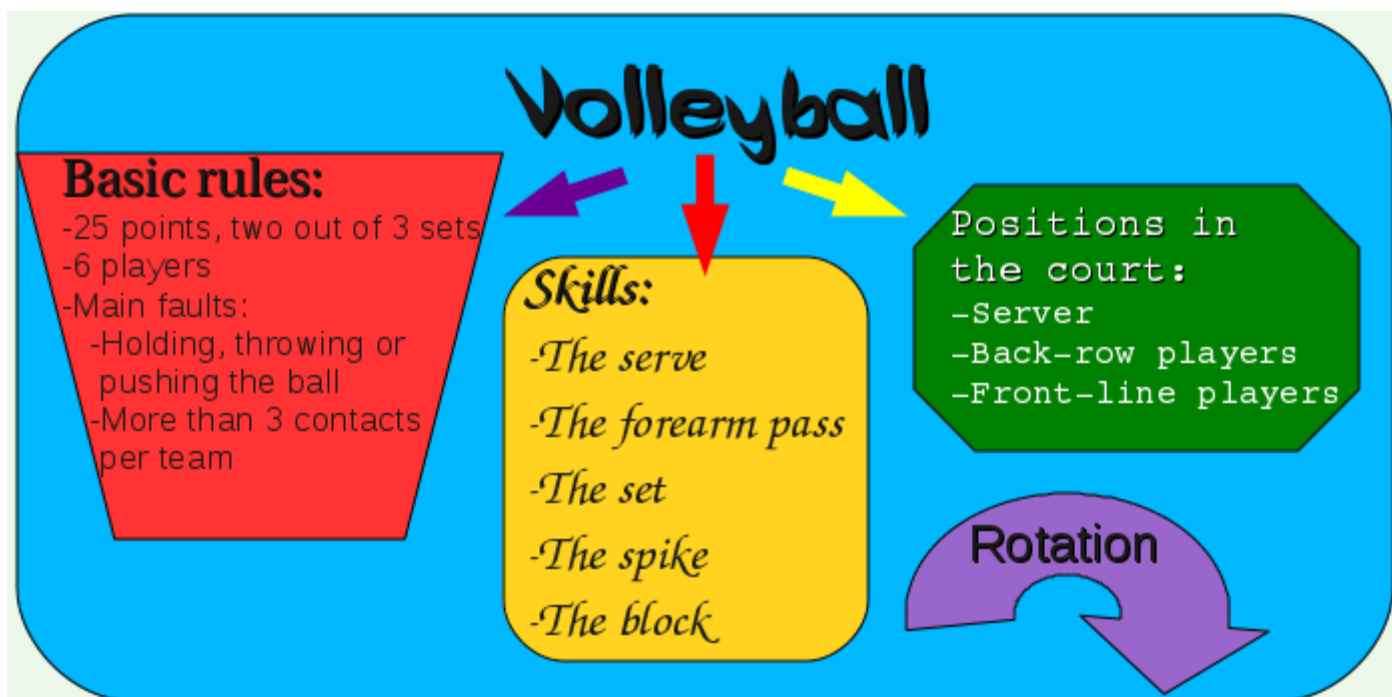 Volleyball
Basic rules:
-25 points, two out of 3 sets
-6 players
-Main faults:
-Holding, throwing or
pushing the ball
-More than 3 contacts
per team
Skills:
-The serve
-The forearm pass
-The set
-The spike
-The block
Positions in
the court:
-Server
-Back-row players
-Front-line players
Rotation